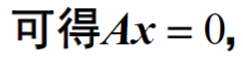 可得Ax = 0,